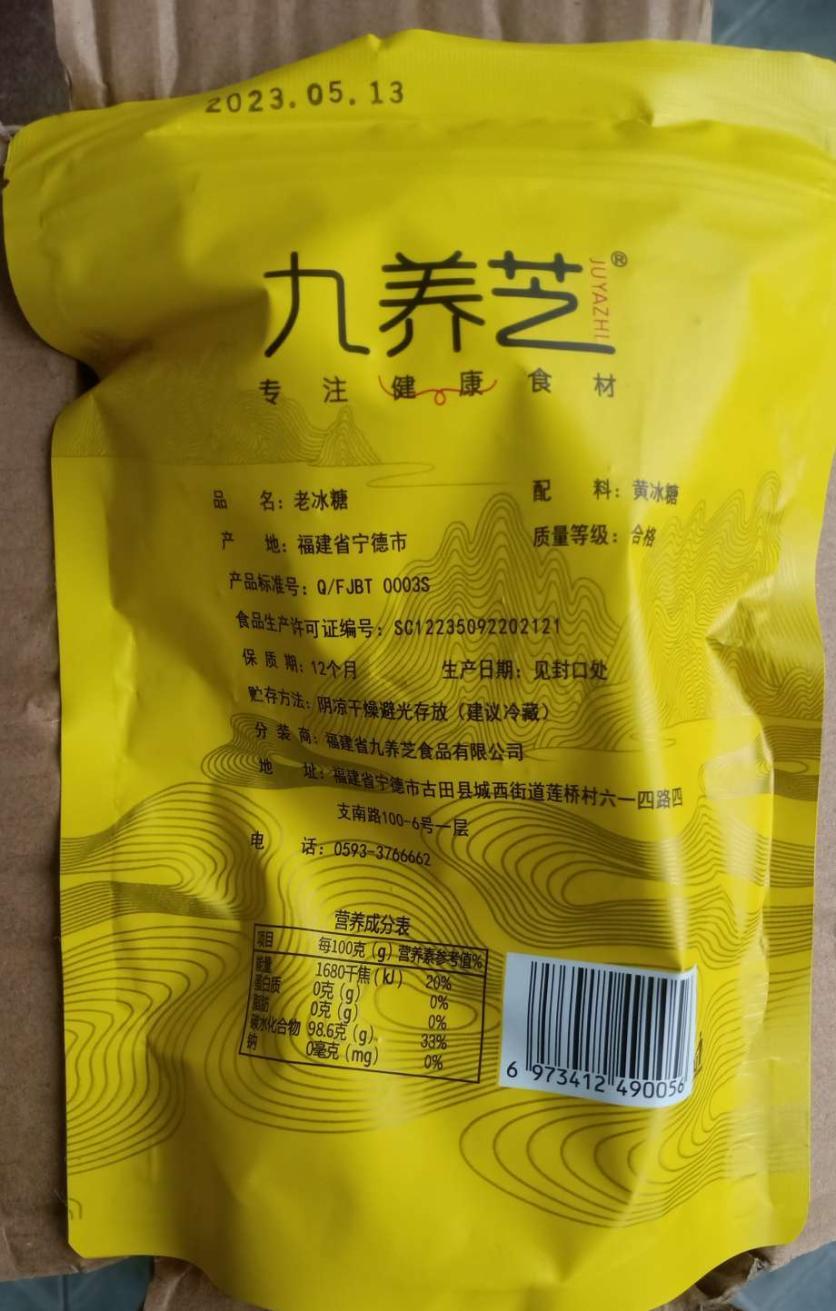 2023.05.13
九养芝®
JUYAZHI
专注健康食材
品名：老冰糖 配料：黄冰糖
产地：福建省宁德市 质量等级：合格
产品标准号：Q/FJBT 0003S
食品生产许可证编号：SC12235092202121
保质期：12个月 生产日期：见封口处
贮存方法：阴凉干燥避光存放（建议冷藏）
分装商：福建省九养芝食品有限公司
地址：福建省宁德市古田县城西街道莲桥村六一四路四
支南路100-6号一层
电话：0593-3766662
营养成分表
项目 每100克（g） 营养素参考值%
能量 1680千焦（kJ） 20%
蛋白质 0克（g） 0%
脂肪 0克（g） 0%
碳水化合物 98.6克（g） 33%
钠 0毫克（mg） 0%
6 973412 490056